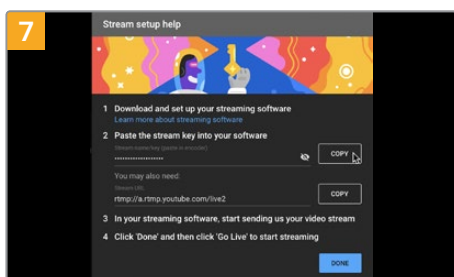 7
Stream setup help
1 Download and set up your streaming software
Learn more about streaming software
2 Paste the stream key into your software
Stream name/key (paste in encoder)
••••••••••••••••••••
COPY
You may also need
Stream URL
rtmp://a.rtmp.youtube.com/live2
COPY
3 In your streaming software, start sending us your video stream
4 Click 'Done' and then click 'Go Live' to start streaming
DONE